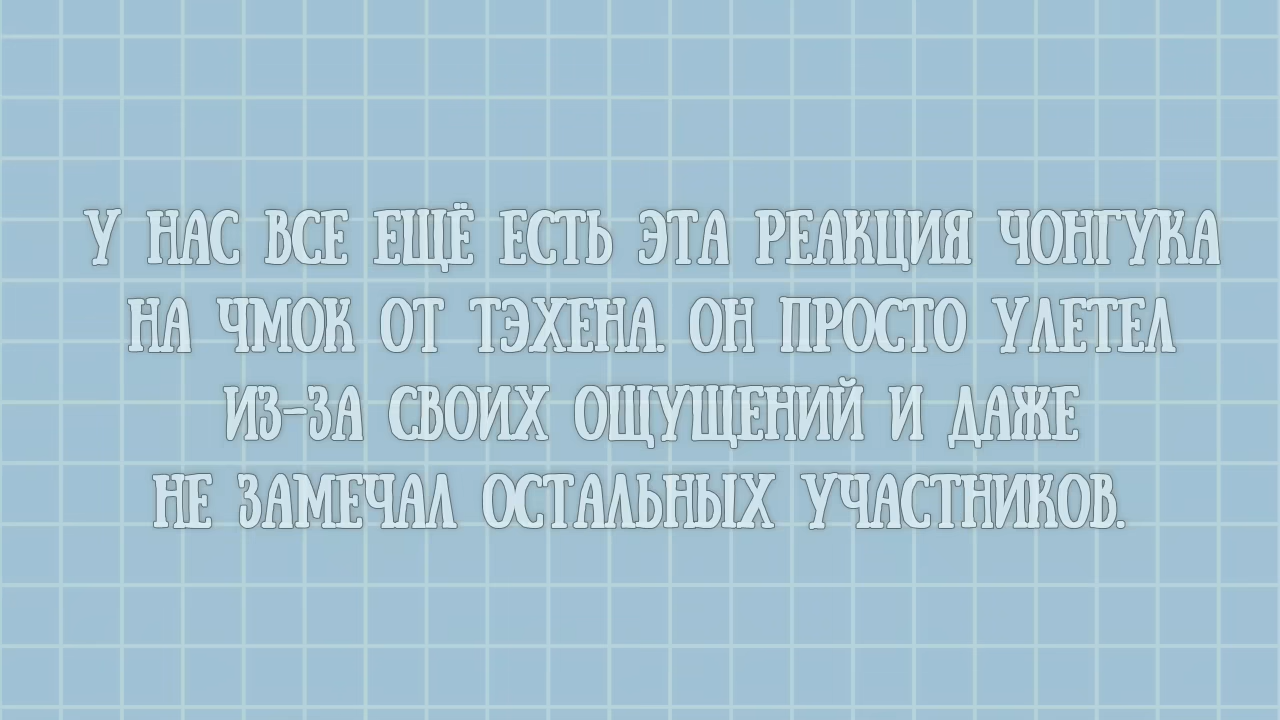 У НАС ВСЕ ЕЩЁ ЕСТЬ ЭТА РЕАКЦИЯ ЧОНГУКА
НА ЧМОК ОТ ТЭХЕНА. ОН ПРОСТО УЛЕТЕЛ
ИЗ-ЗА СВОИХ ОЩУЩЕНИЙ И ДАЖЕ
НЕ ЗАМЕЧАЛ ОСТАЛЬНЫХ УЧАСТНИКОВ.